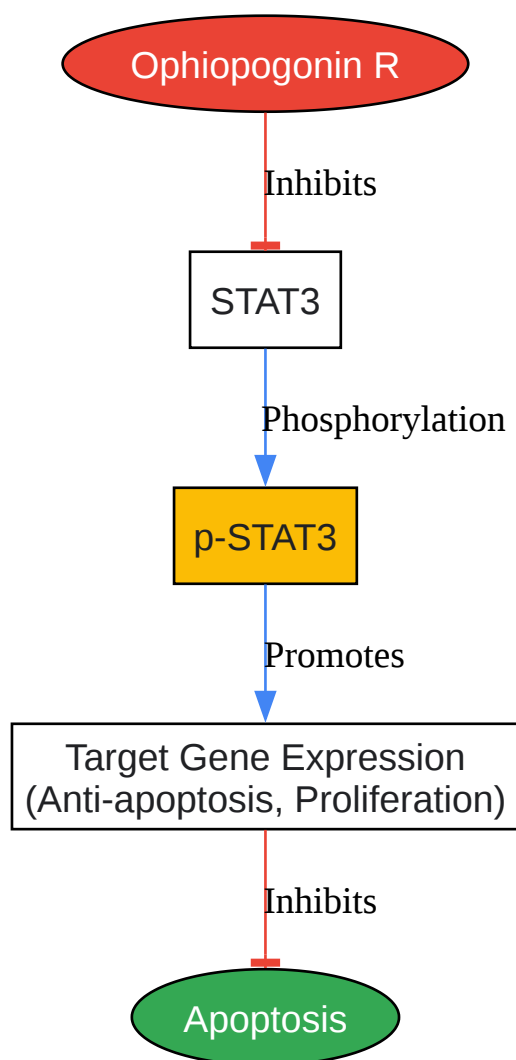 Ophiopogonin R
Inhibits
STAT3
Phosphorylation
p-STAT3
Promotes
Target Gene Expression
(Anti-apoptosis, Proliferation)
Inhibits
Apoptosis